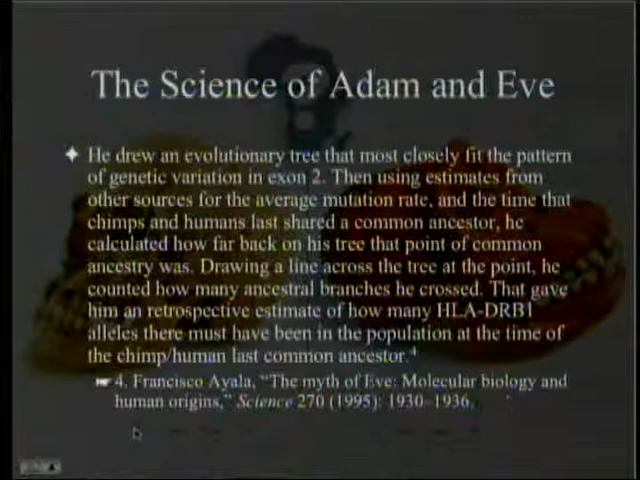 The Science of Adam and Eve
He drew an evolutionary tree that most closely fit the pattern
of genetic variation in exon 2. Then using estimates from
other sources for the average mutation rate, and the time that
chimps and humans last shared a common ancestor, he
calculated how far back on his tree that point of common
ancestry was. Drawing a line across the tree at the point, he
counted how many ancestral branches he crossed. That gave
him an retrospective estimate of how many HLA-DRB1
alleles there must have been in the population at the time of
the chimp/human last common ancestor.⁴
4. Francisco Ayala, “The myth of Eve: Molecular biology and
human origins,” Science 270 (1995): 1930–1936.